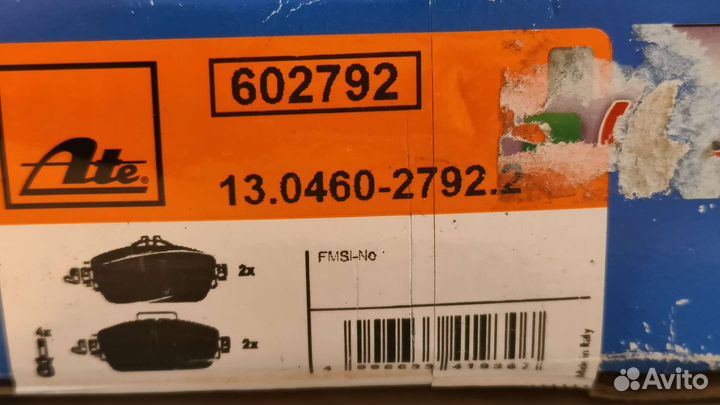 602792
Ate®
13.0460-2792.2
2x
FMSI-No
2x
Made in Italy
Avito